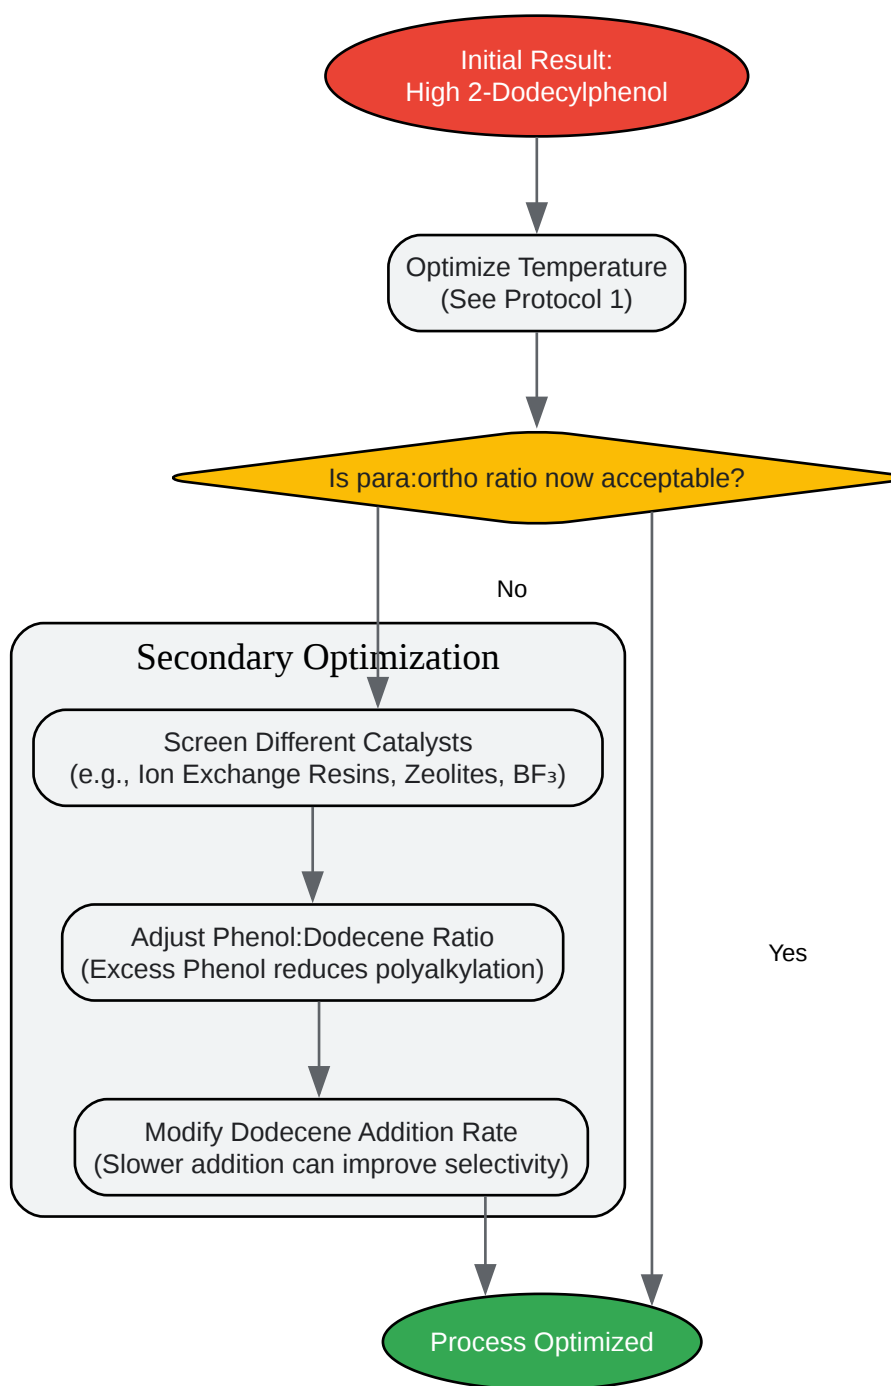 Initial Result:
High 2-Dodecylphenol
Optimize Temperature
(See Protocol 1)
Is para:ortho ratio now acceptable?
No
Secondary Optimization
Screen Different Catalysts
(e.g., Ion Exchange Resins, Zeolites, BF₃)
Adjust Phenol:Dodecene Ratio
(Excess Phenol reduces polyalkylation)
Yes
Modify Dodecene Addition Rate
(Slower addition can improve selectivity)
Process Optimized